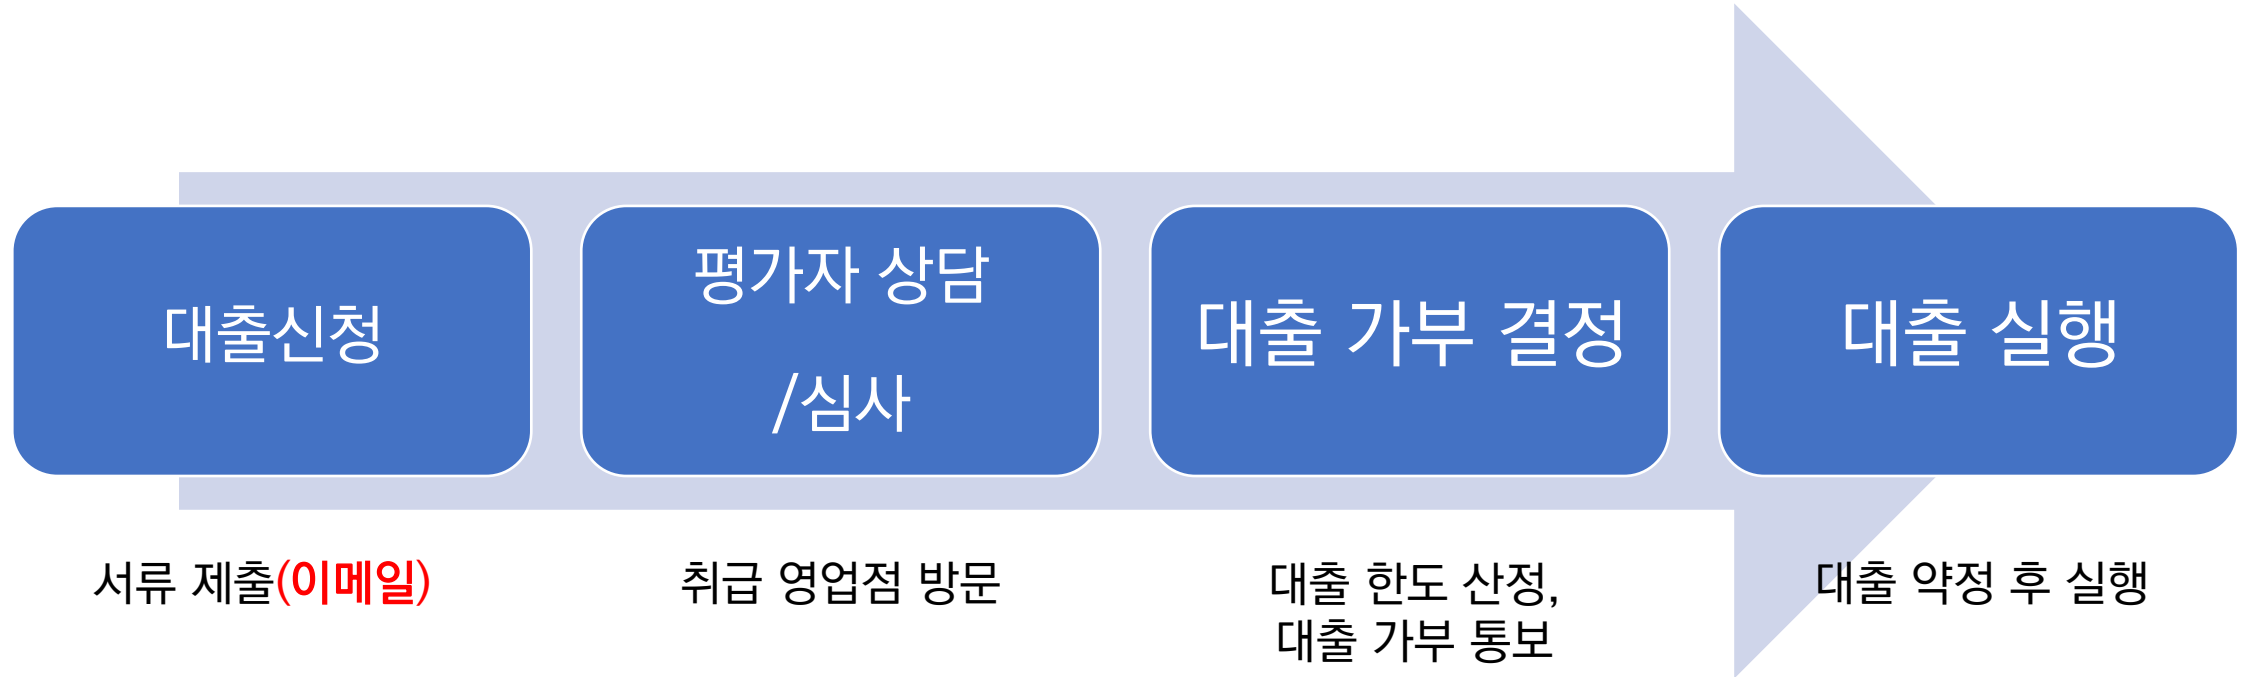 대출신청
평가자 상담
/심사
대출 가부 결정
대출 실행
서류 제출(이메일)
취급 영업점 방문
대출 한도 산정,
대출 가부 통보
대출 약정 후 실행